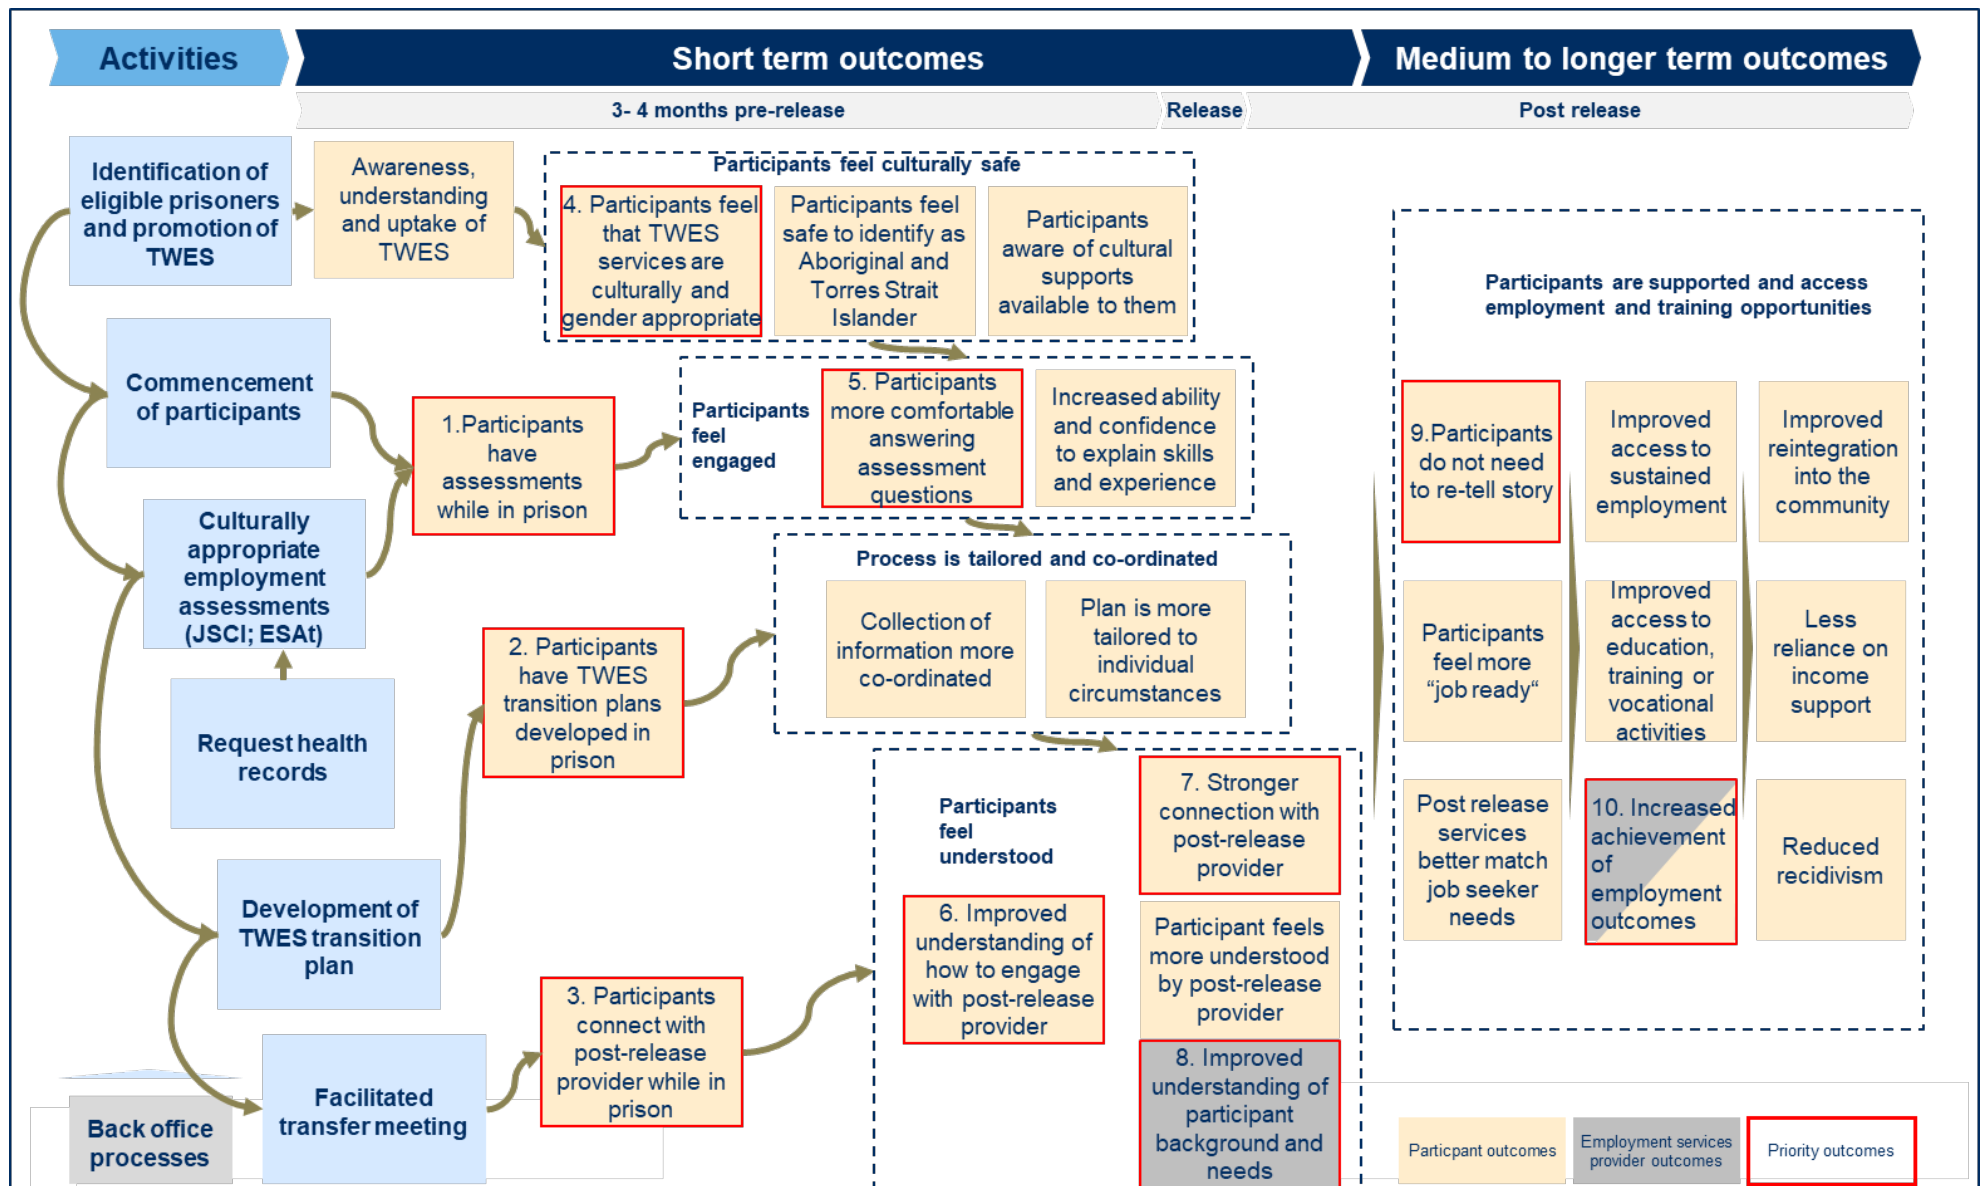 Activities
Short term outcomes
Medium to longer term outcomes
3- 4 months pre-release
Release
Post release
Identification of
eligible prisoners
and promotion of
TWES
Awareness,
understanding
and uptake of
TWES
Participants feel culturally safe
4. Participants feel
that TWES
services are
culturally and
gender appropriate
Participants feel
safe to identify as
Aboriginal and
Torres Strait
Islander
Participants
aware of cultural
supports
available to them
Commencement
of participants
1.Participants
have
assessments
while in prison
Participants
feel
engaged
5. Participants
more comfortable
answering
assessment
questions
Increased ability
and confidence
to explain skills
and experience
Culturally
appropriate
employment
assessments
(JSCI; ESAt)
Request health
records
2. Participants
have TWES
transition plans
developed in
prison
Process is tailored and co-ordinated
Collection of
information more
co-ordinated
Plan is more
tailored to
individual
circumstances
Development of
TWES transition
plan
Facilitated
transfer meeting
3. Participants
connect with
post-release
provider while in
prison
Participants
feel
understood
6. Improved
understanding of
how to engage
with post-release
provider
7. Stronger
connection with
post-release
provider
Participant feels
more understood
by post-release
provider
8. Improved
understanding of
participant
background and
needs
Participants are supported and access
employment and training opportunities
9.Participants
do not need
to re-tell story
Improved
access to
sustained
employment
Improved
reintegration
into the
community
Participants
feel more
“job ready“
Improved
access to
education,
training or
vocational
activities
Less
reliance on
income
support
Post release
services
better match
job seeker
needs
10. Increased
achievement
of
employment
outcomes
Reduced
recidivism
Back office
processes
Particpant outcomes
Employment services
provider outcomes
Priority outcomes